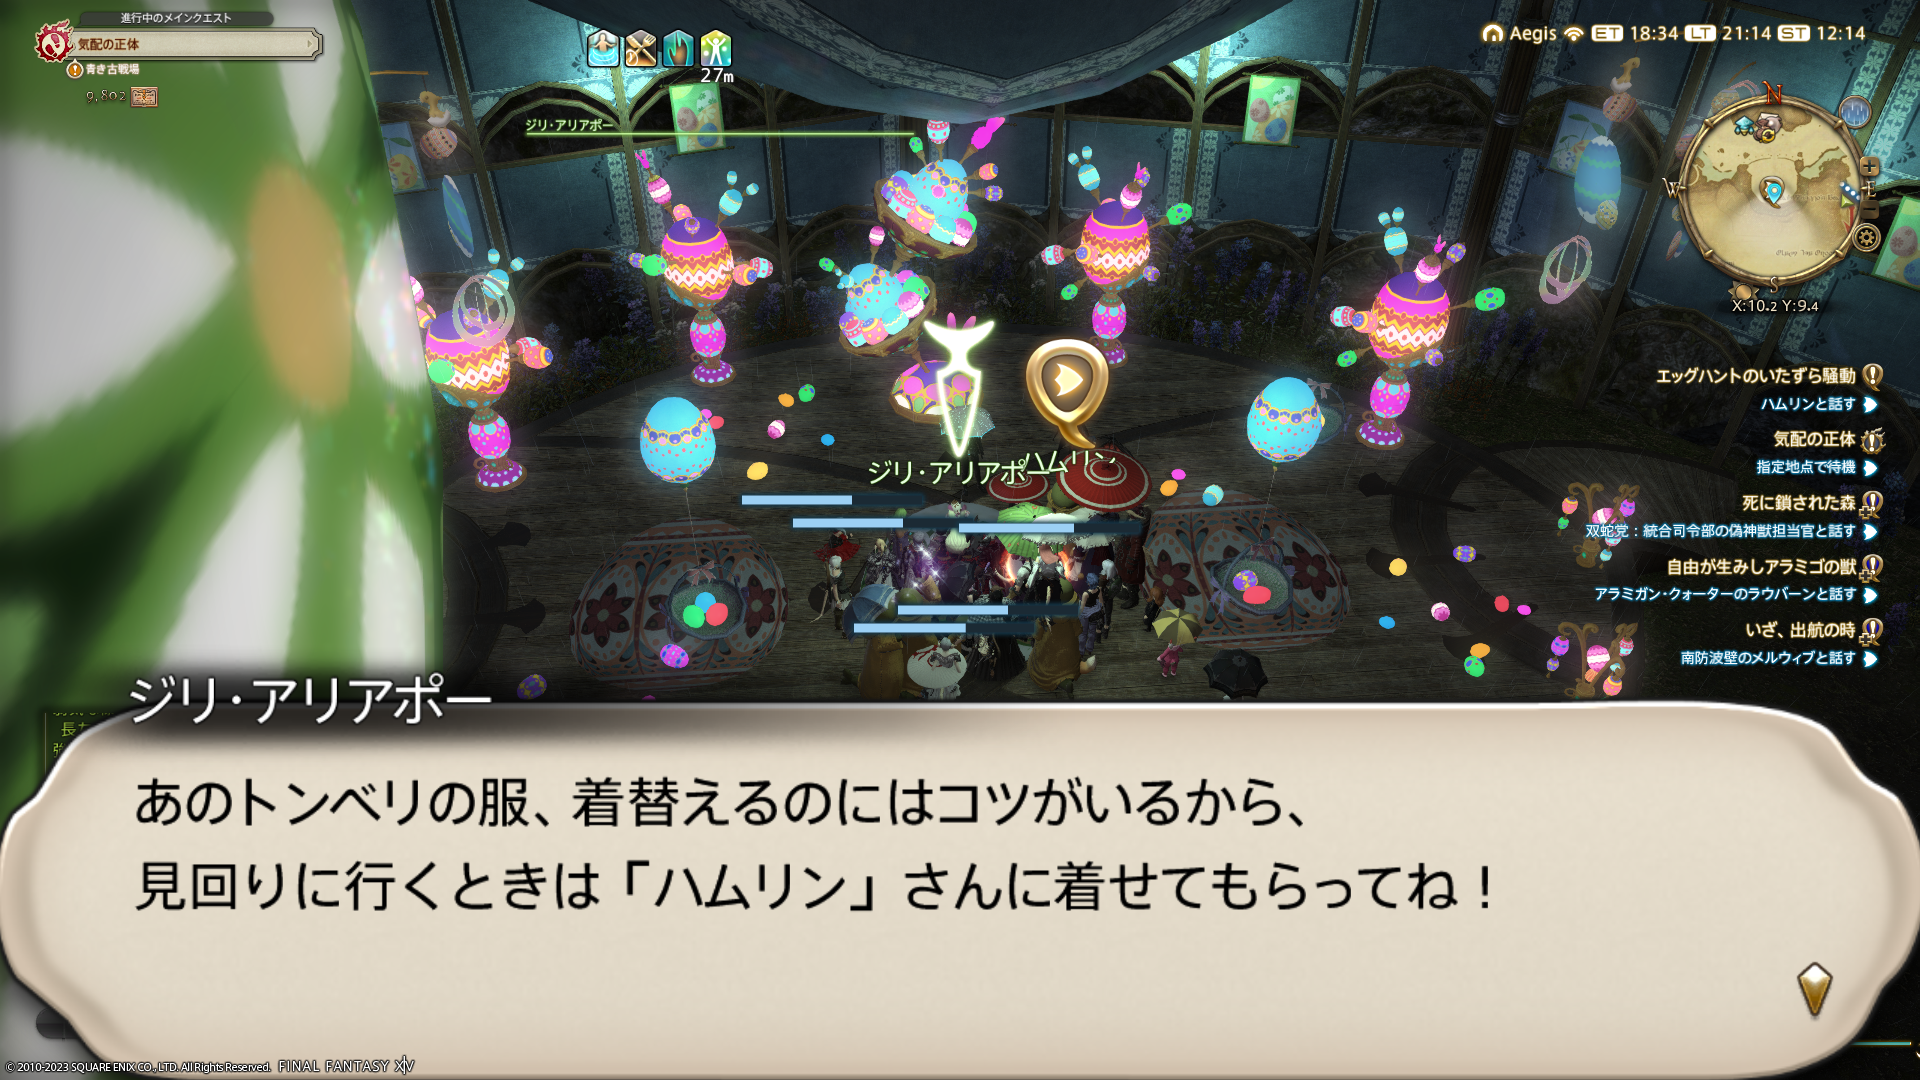 進行中のメインクエスト
気配の正体
青き古戦場
9,802
27m
Aegis ET 18:34 LT 21:14 ST 12:14
N
W
E
S
X:10.2 Y:9.4
ジリ・アリアポー
エッグハントのいたずら騒動
ハムリンと話す
気配の正体
指定地点で待機
死に鎖された森
双蛇党：統合司令部の偽神獣担当官と話す
自由が生みしアラミゴの獣
アラミガン・クォーターのラウバーンと話す
いざ、出航の時
南防波壁のメルウィブと話す
ジリ・アリアポー
ハムリン
ジリ・アリアポー
あのトンベリの服、着替えるのにはコツがいるから、
見回りに行くときは「ハムリン」さんに着せてもらってね！
© 2010-2023 SQUARE ENIX CO., LTD. All Rights Reserved. FINAL FANTASY XIV